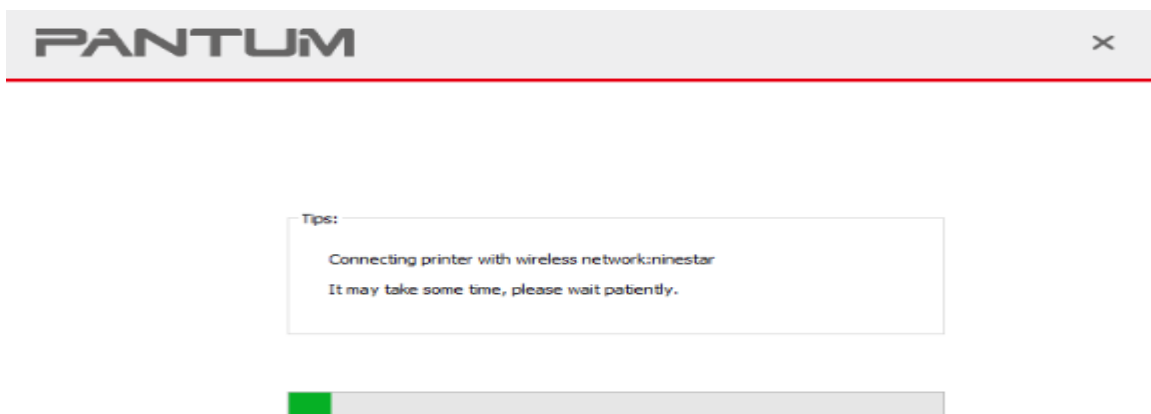 PANTUM
Tips:
Connecting printer with wireless network:ninestar
It may take some time, please wait patiently.